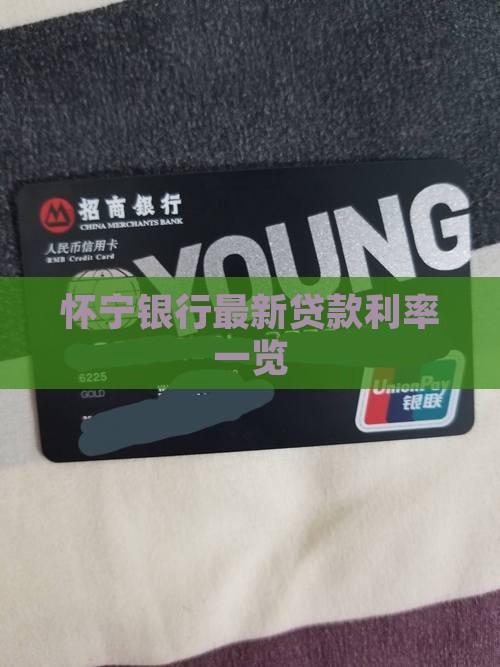 招商银行
CHINA MERCHANTS BANK
人民币信用卡
RMB Credit Card
YOUNG
怀宁银行最新贷款利率
一览
6225
GOLD
UnionPay
银联